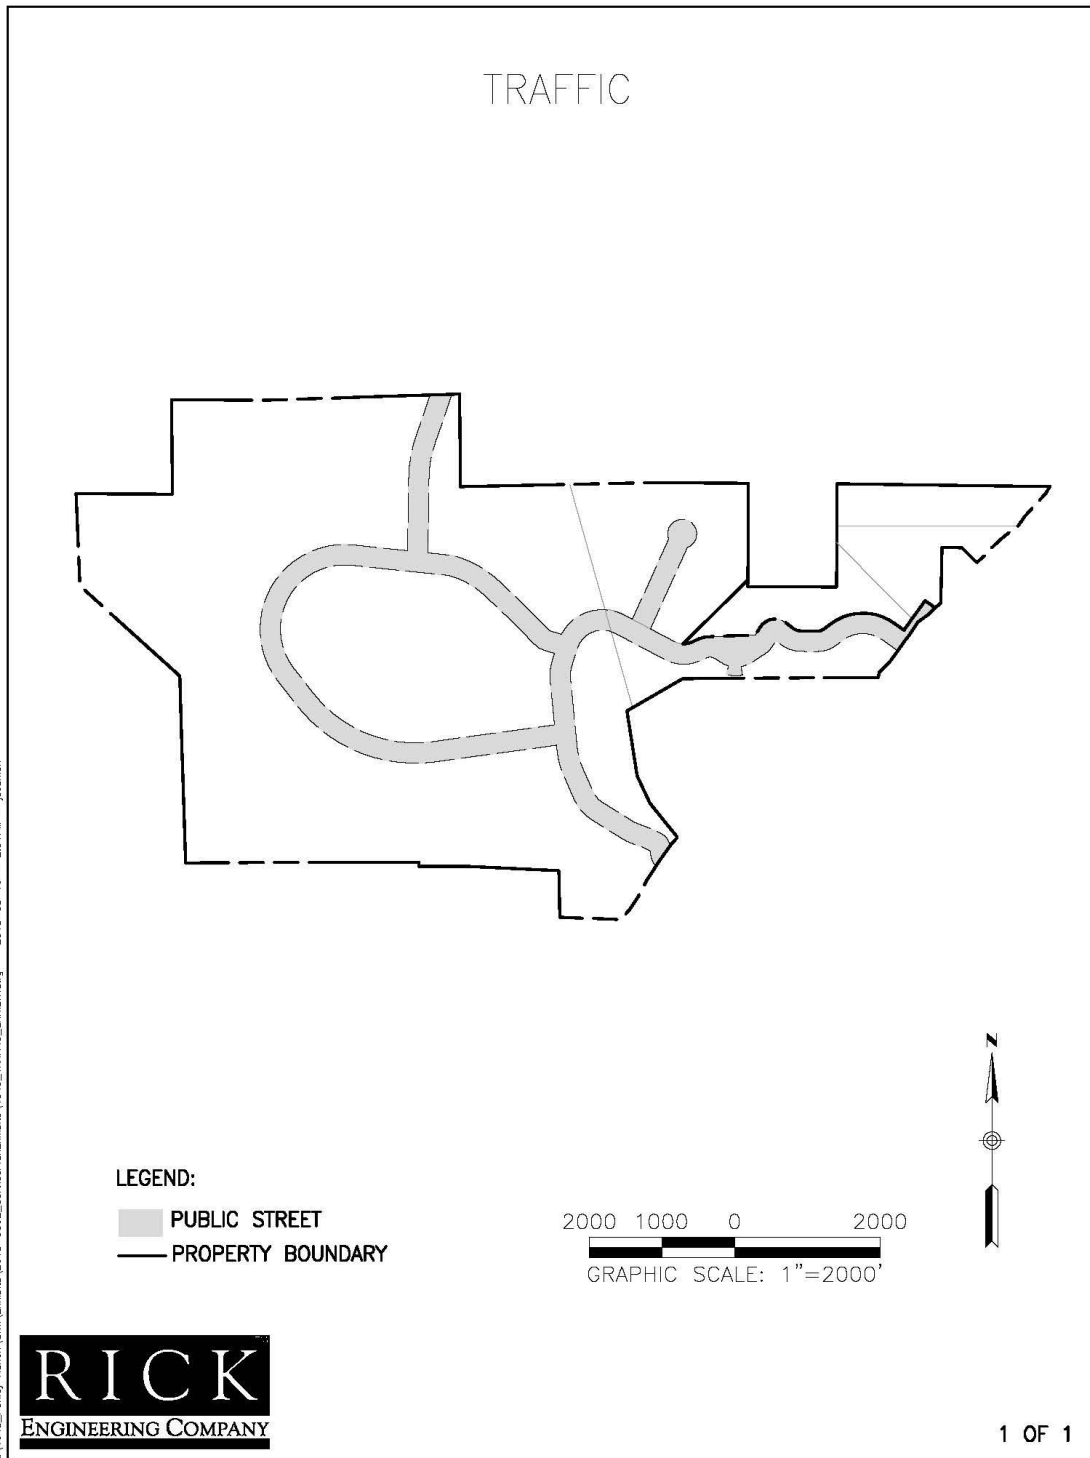 TRAFFIC
N
LEGEND:
PUBLIC STREET
PROPERTY BOUNDARY
2000 1000 0 2000
GRAPHIC SCALE: 1"=2000'
RICK
ENGINEERING COMPANY
1 OF 1